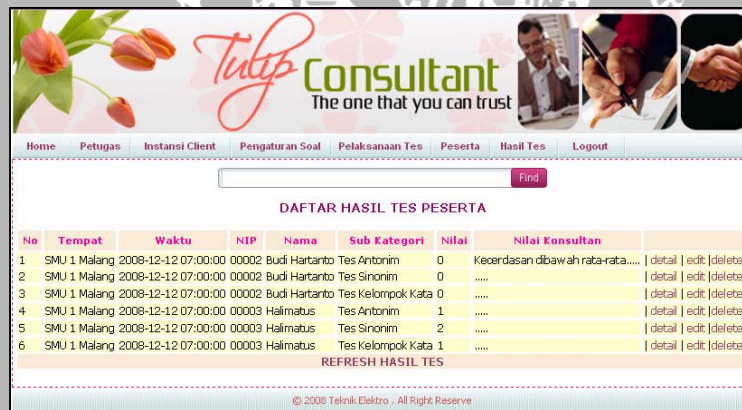 Tulip Consultant
The one that you can trust
Home Petugas Instansi Client Pengaturan Soal Pelaksanaan Tes Peserta Hasil Tes Logout
Find
DAFTAR HASIL TES PESERTA
No Tempat Waktu NIP Nama Sub Kategori Nilai Nilai Konsultan
1 SMU 1 Malang 2008-12-12 07:00:00 00002 Budi Hartanto Tes Antonim 0 Kecerdasan dibawah rata-rata..... | detail | edit |delete
2 SMU 1 Malang 2008-12-12 07:00:00 00002 Budi Hartanto Tes Sinonim 0 ..... | detail | edit |delete
3 SMU 1 Malang 2008-12-12 07:00:00 00002 Budi Hartanto Tes Kelompok Kata 0 ..... | detail | edit |delete
4 SMU 1 Malang 2008-12-12 07:00:00 00003 Halimatus Tes Antonim 1 ..... | detail | edit |delete
5 SMU 1 Malang 2008-12-12 07:00:00 00003 Halimatus Tes Sinonim 2 ..... | detail | edit |delete
6 SMU 1 Malang 2008-12-12 07:00:00 00003 Halimatus Tes Kelompok Kata 1 ..... | detail | edit |delete
REFRESH HASIL TES
© 2008 Teknik Elektro . All Right Reserve